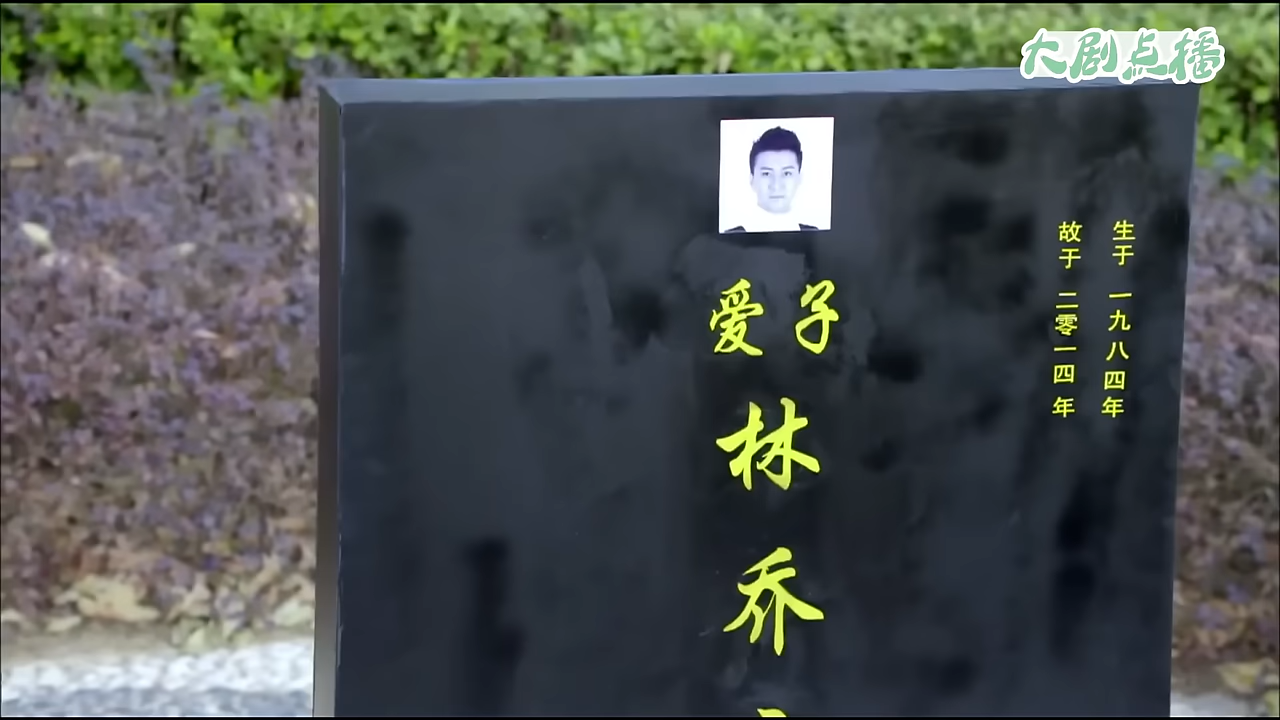 大剧点播
生于 一九八四年
故于 二零一四年
爱子
林乔